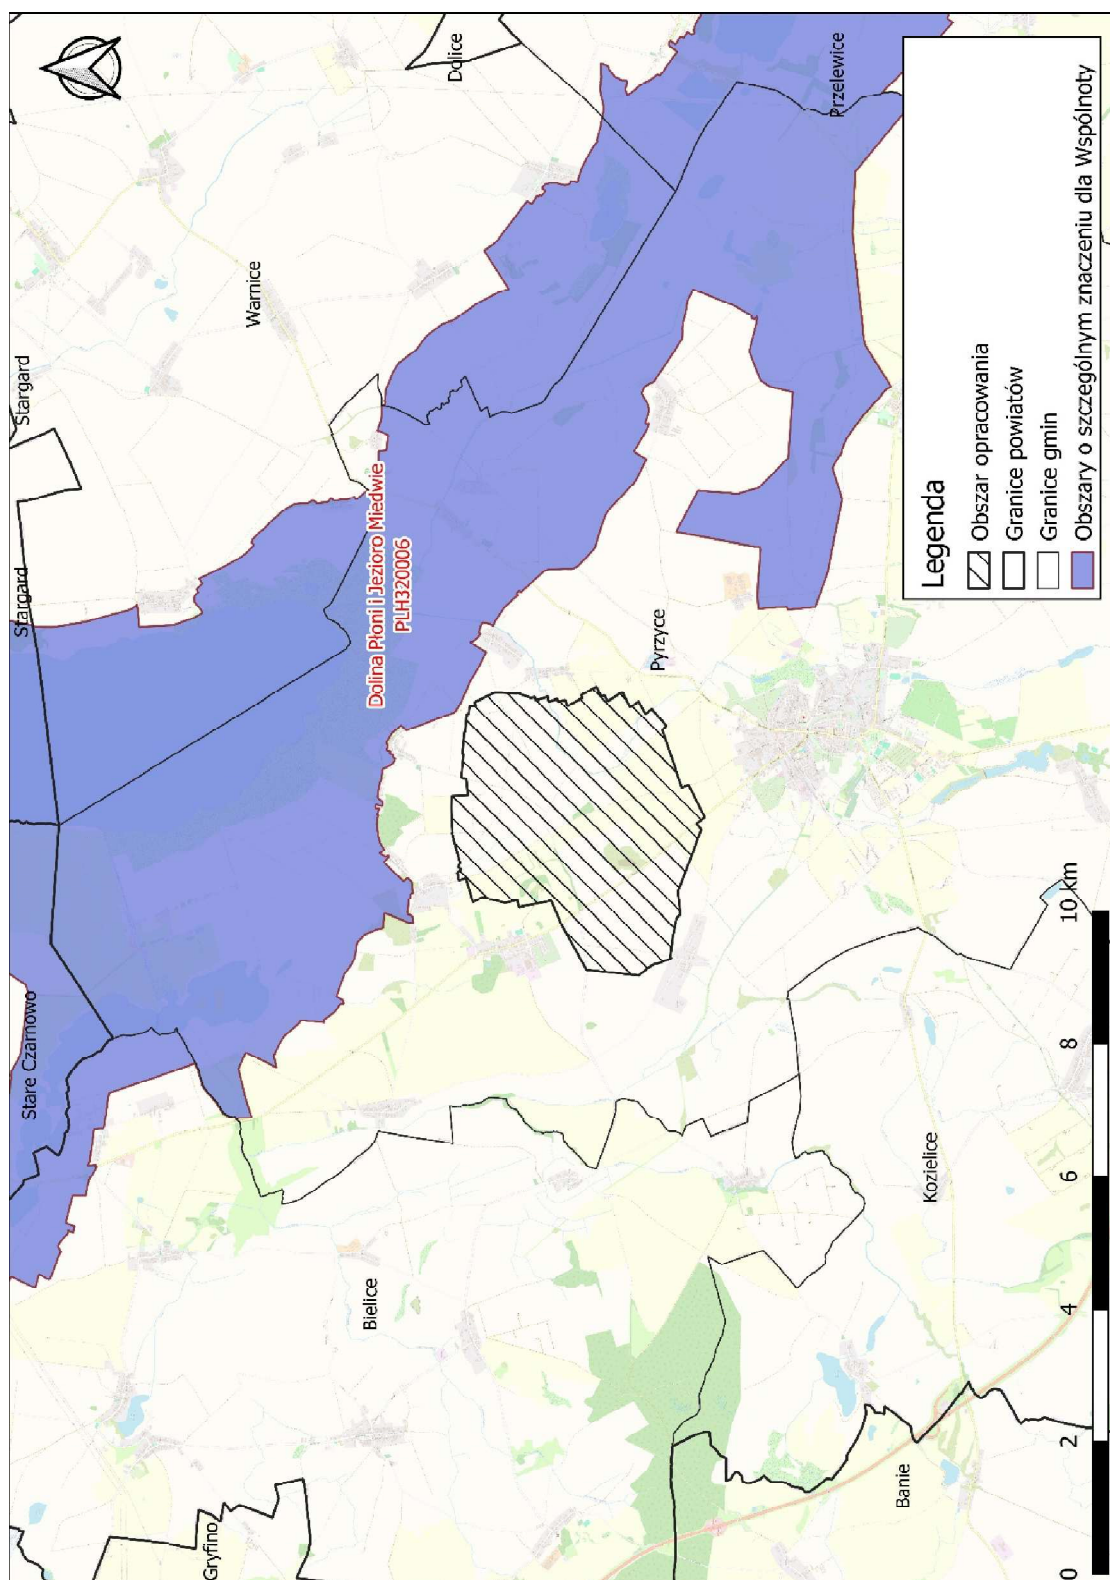 Stare Czarnowo
Stargard
Stargard
Gryfino
Warnice
Bielice
Dolina Płoni i Jezioro Miedwie
PLH320006
Dolice
Pyrzyce
Przelewice
Banie
Kozielice
Legenda
Obszar opracowania
Granice powiatów
Granice gmin
Obszary o szczególnym znaczeniu dla Wspólnoty
0
2
4
6
8
10 km